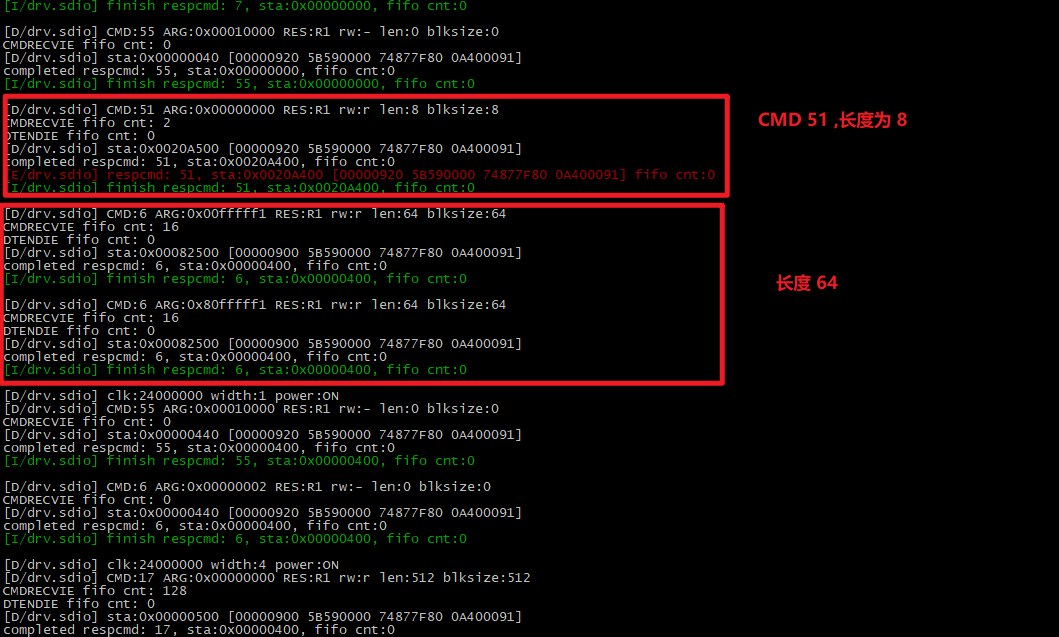 [I/drv.sdio] finish respcmd: 7, sta:0x00000000, fifo cnt:0
[D/drv.sdio] CMD:55 ARG:0x00010000 RES:R1 rw:- len:0 blksize:0
CMDRECVIE fifo cnt: 0
[D/drv.sdio] sta:0x00000040 [00000920 5B590000 74877F80 0A400091]
completed respcmd: 55, sta:0x00000000, fifo cnt:0
[I/drv.sdio] finish respcmd: 55, sta:0x00000000, fifo cnt:0
[D/drv.sdio] CMD:51 ARG:0x00000000 RES:R1 rw:r len:8 blksize:8
CMDRECVIE fifo cnt: 2
CMD 51 ,长度为 8
DTENDIE fifo cnt: 0
[D/drv.sdio] sta:0x0020A500 [00000920 5B590000 74877F80 0A400091]
completed respcmd: 51, sta:0x0020A400, fifo cnt:0
[E/drv.sdio] respcmd: 51, sta:0x0020A400 [00000920 5B590000 74877F80 0A400091] fifo cnt:0
[I/drv.sdio] finish respcmd: 51, sta:0x0020A400, fifo cnt:0
[D/drv.sdio] CMD:6 ARG:0x00fffff1 RES:R1 rw:r len:64 blksize:64
CMDRECVIE fifo cnt: 16
DTENDIE fifo cnt: 0
[D/drv.sdio] sta:0x00082500 [00000900 5B590000 74877F80 0A400091]
completed respcmd: 6, sta:0x00000400, fifo cnt:0
[I/drv.sdio] finish respcmd: 6, sta:0x00000400, fifo cnt:0
长度 64
[D/drv.sdio] CMD:6 ARG:0x80fffff1 RES:R1 rw:r len:64 blksize:64
CMDRECVIE fifo cnt: 16
DTENDIE fifo cnt: 0
[D/drv.sdio] sta:0x00082500 [00000900 5B590000 74877F80 0A400091]
completed respcmd: 6, sta:0x00000400, fifo cnt:0
[I/drv.sdio] finish respcmd: 6, sta:0x00000400, fifo cnt:0
[D/drv.sdio] clk:24000000 width:1 power:ON
[D/drv.sdio] CMD:55 ARG:0x00010000 RES:R1 rw:- len:0 blksize:0
CMDRECVIE fifo cnt: 0
[D/drv.sdio] sta:0x00000440 [00000920 5B590000 74877F80 0A400091]
completed respcmd: 55, sta:0x00000400, fifo cnt:0
[I/drv.sdio] finish respcmd: 55, sta:0x00000400, fifo cnt:0
[D/drv.sdio] CMD:6 ARG:0x00000002 RES:R1 rw:- len:0 blksize:0
CMDRECVIE fifo cnt: 0
[D/drv.sdio] sta:0x00000440 [00000920 5B590000 74877F80 0A400091]
completed respcmd: 6, sta:0x00000400, fifo cnt:0
[I/drv.sdio] finish respcmd: 6, sta:0x00000400, fifo cnt:0
[D/drv.sdio] clk:24000000 width:4 power:ON
[D/drv.sdio] CMD:17 ARG:0x00000000 RES:R1 rw:r len:512 blksize:512
CMDRECVIE fifo cnt: 128
DTENDIE fifo cnt: 0
[D/drv.sdio] sta:0x00000500 [00000920 5B590000 74877F80 0A400091]
completed respcmd: 17, sta:0x00000400, fifo cnt:0